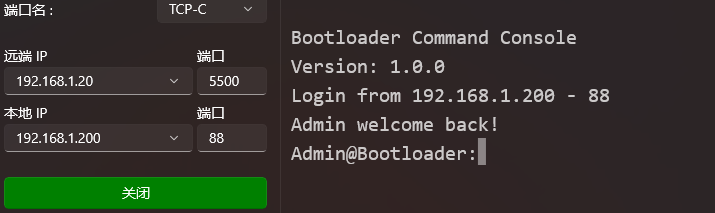 端口名：
TCP-C
远端 IP
端口
192.168.1.20
5500
本地 IP
端口
192.168.1.200
88
关闭
Bootloader Command Console
Version: 1.0.0
Login from 192.168.1.200 - 88
Admin welcome back!
Admin@Bootloader: